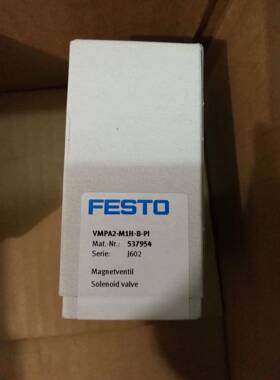 FESTO
VMPA2-M1H-B-PI
Mat.-Nr.: 537954
Serie: J602
Magnetventil
Solenoid valve